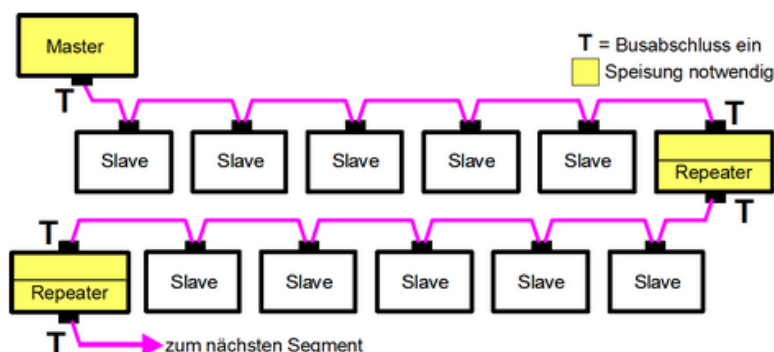 Master
T = Busabschluss ein
Speisung notwendig
T
T
Slave
Slave
Slave
Slave
Slave
Repeater
T
T
Repeater
Slave
Slave
Slave
Slave
Slave
T
zum nächsten Segment